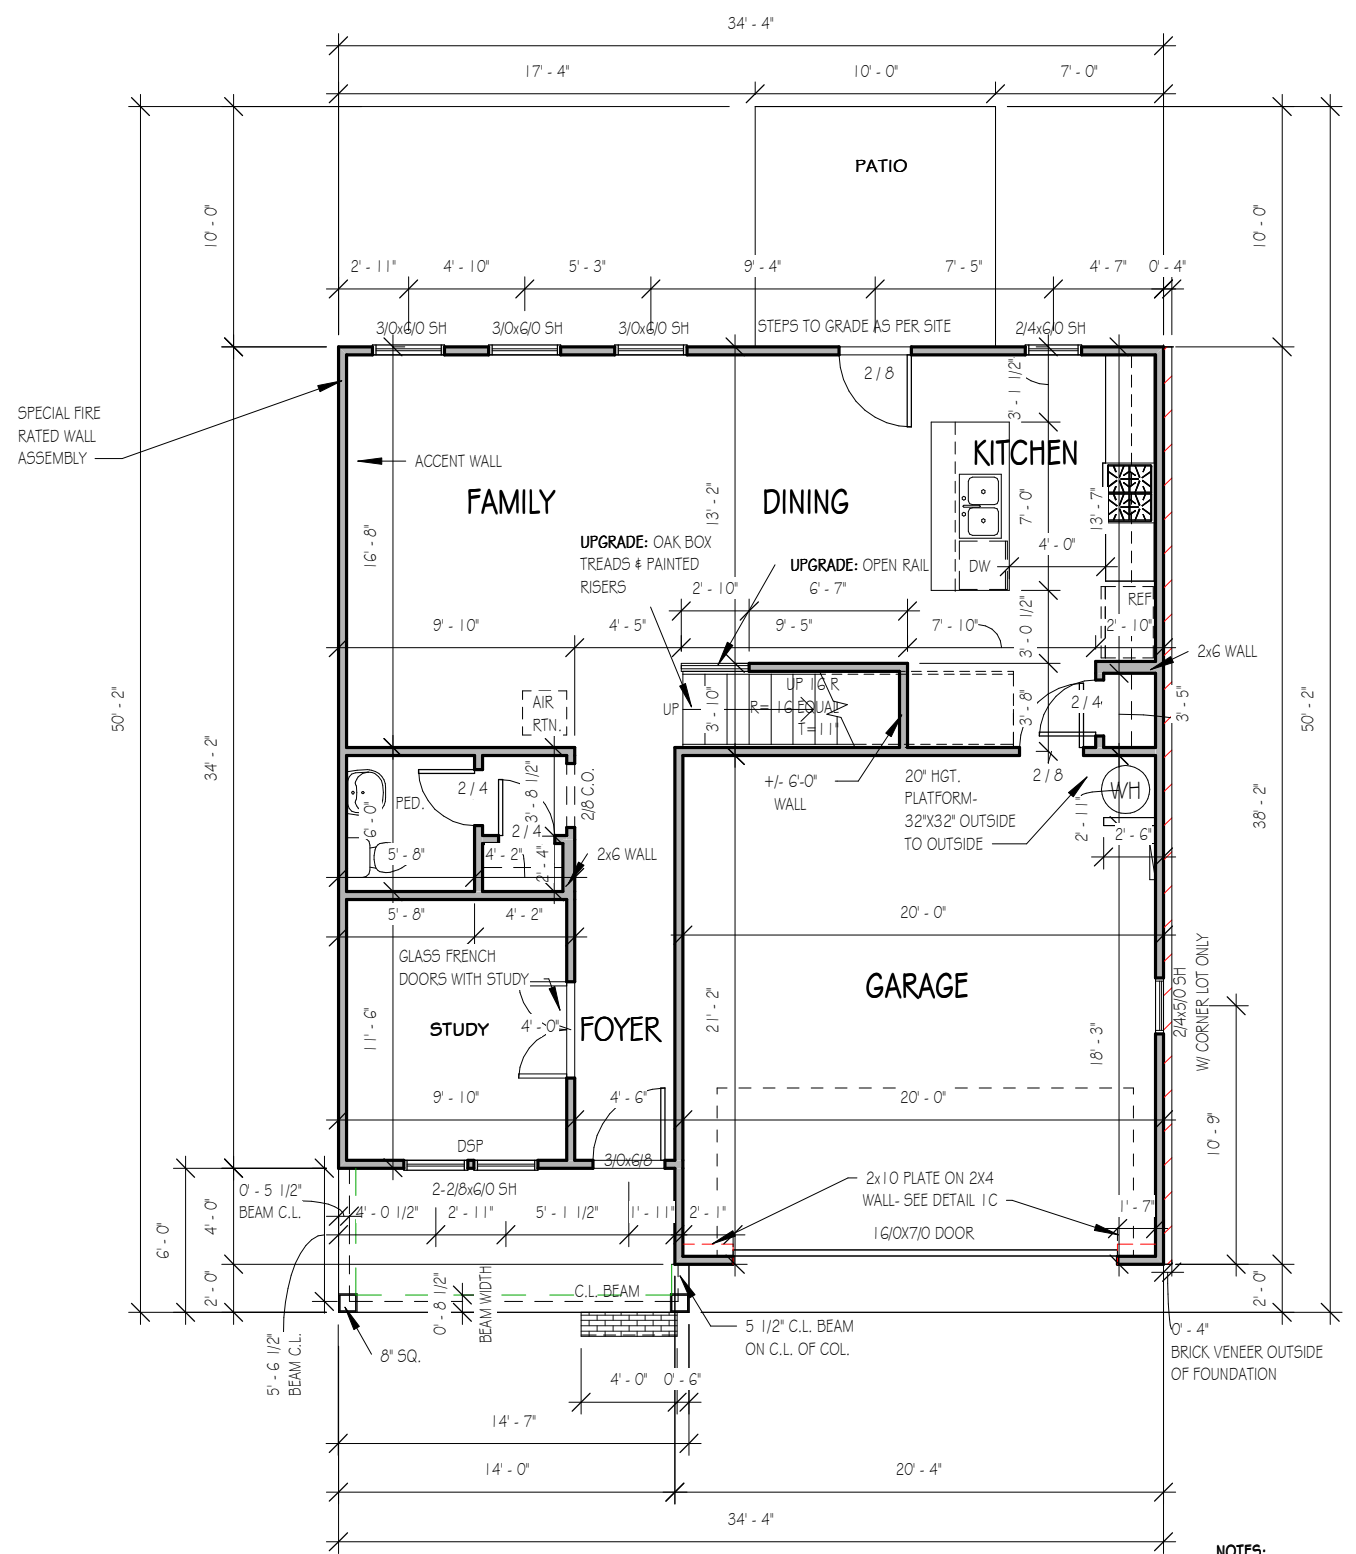 34' - 4"
17' - 4"
10' - 0"
7' - 0"
PATIO
10' - 0"
10' - 0"
2' - 11"
4' - 10"
5' - 3"
9' - 4"
7' - 5"
4' - 7"
0' - 4"
3/0x6/0 SH
3/0x6/0 SH
3/0x6/0 SH
STEPS TO GRADE AS PER SITE
2/4x6/0 SH
2 / 8
3' - 1 1/2"
SPECIAL FIRE
RATED WALL
ASSEMBLY
ACCENT WALL
KITCHEN
FAMILY
DINING
16' - 8"
13' - 2"
7' - 0"
13' - 7"
4' - 0"
UPGRADE: OAK BOX
TREADS & PAINTED
RISERS
UPGRADE: OPEN RAIL
DW
REF
2' - 10"
6' - 7"
9' - 10"
4' - 5"
9' - 5"
7' - 10"
3' - 0 1/2"
2' - 10"
2x6 WALL
50' - 2"
34' - 2"
50' - 2"
38' - 2"
AIR
RTN.
UP
3' - 10"
UP 16 R
R= 16 EQUAL
T=11"
3' - 8"
2 / 4
3' - 5"
+/- 6'-0"
WALL
20" HGT.
PLATFORM-
32"X32" OUTSIDE
TO OUTSIDE
2 / 8
WH
2' - 11"
2' - 6"
PED.
2 / 4
3' - 8 1/2"
2/8 C.O.
6' - 0"
2 / 4
5' - 8"
4' - 2"
2' - 4"
2x6 WALL
5' - 8"
4' - 2"
20' - 0"
GLASS FRENCH
DOORS WITH STUDY
GARAGE
2/4x5/0 SH
W/ CORNER LOT ONLY
11' - 6"
STUDY
4' - 0"
FOYER
21' - 2"
18' - 3"
9' - 10"
4' - 6"
20' - 0"
10' - 9"
DSP
3/0x6/8
2-2/8x6/0 SH
2x10 PLATE ON 2X4
WALL- SEE DETAIL 1C
16/0X7/0 DOOR
0' - 5 1/2"
BEAM C.L.
4' - 0 1/2"
2' - 11"
5' - 1 1/2"
1' - 11"
2' - 1"
1' - 7"
6' - 0"
4' - 0"
2' - 0"
2' - 0"
C.L. BEAM
0' - 8 1/2"
BEAM WIDTH
5' - 6 1/2"
BEAM C.L.
8" SQ.
5 1/2" C.L. BEAM
ON C.L. OF COL.
0' - 4"
BRICK VENEER OUTSIDE
OF FOUNDATION
4' - 0"
0' - 6"
14' - 7"
14' - 0"
20' - 4"
34' - 4"
NOTES: